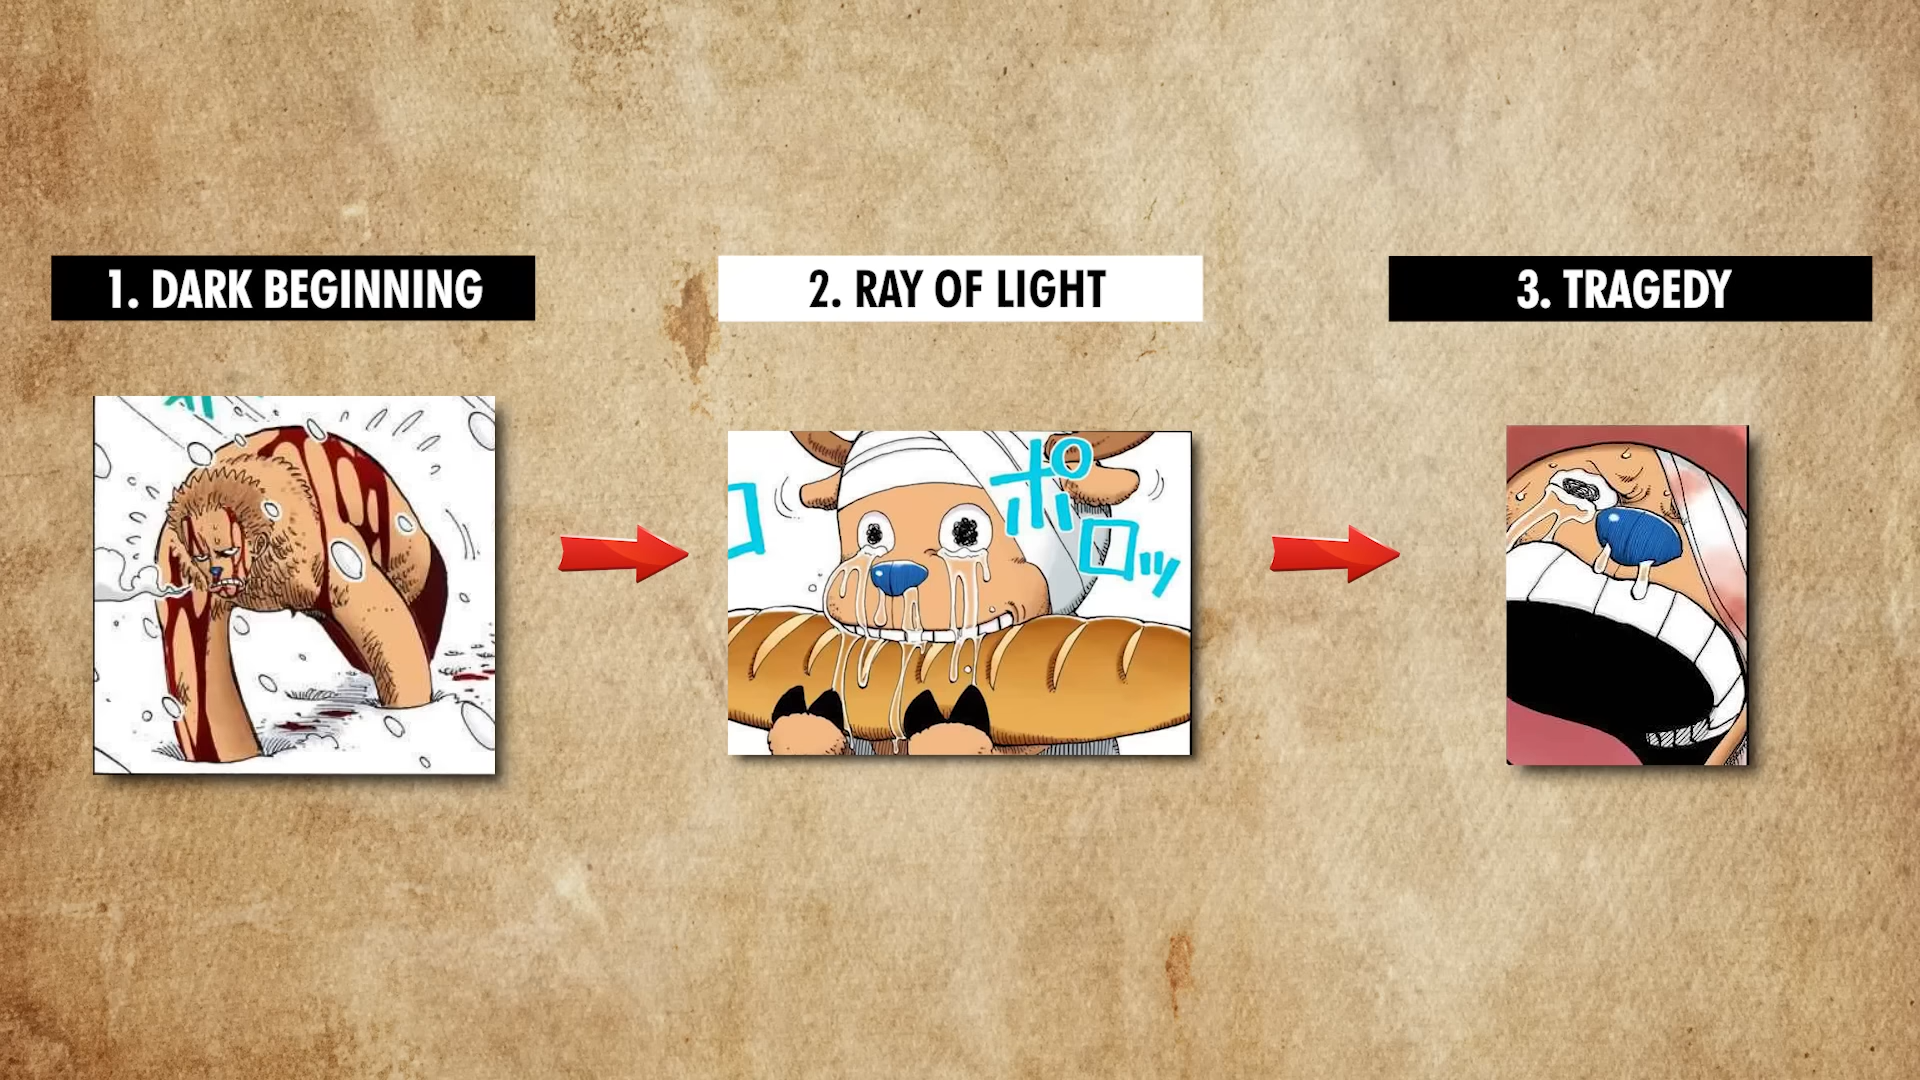 1. DARK BEGINNING
2. RAY OF LIGHT
3. TRAGEDY
ポロッ